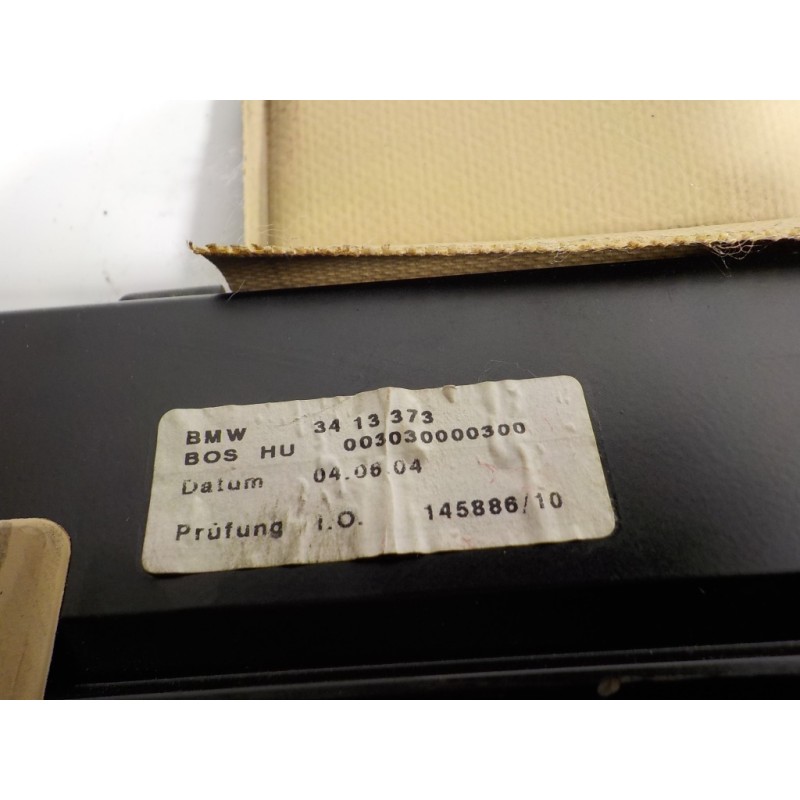 BMW 34 13 373
BOS HU 003030000300
Datum 04.06.04
Prüfung I.O. 145886/10